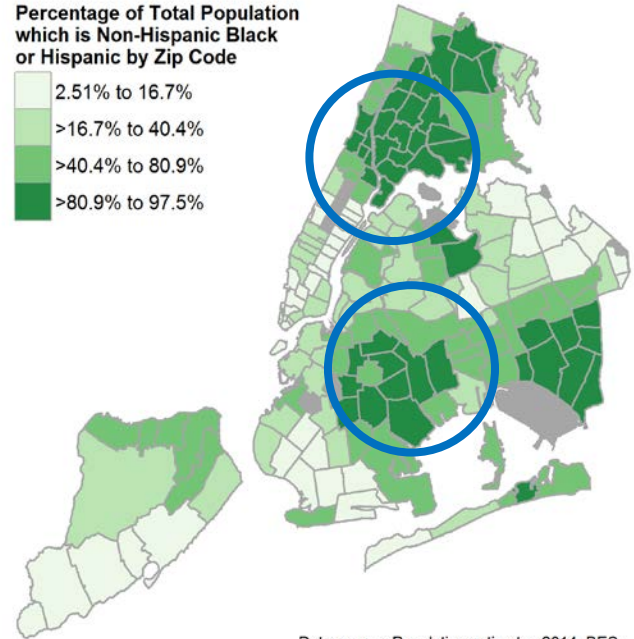 Percentage of Total Population
which is Non-Hispanic Black
or Hispanic by Zip Code
2.51% to 16.7%
>16.7% to 40.4%
>40.4% to 80.9%
>80.9% to 97.5%